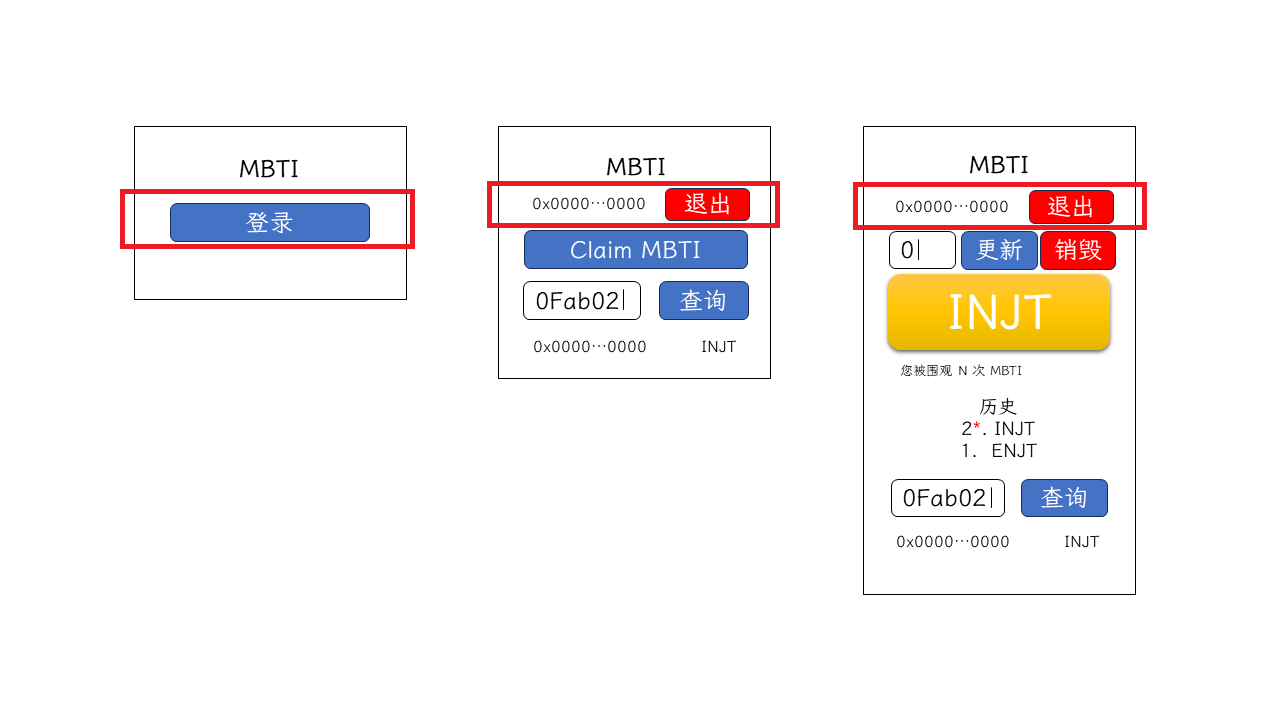 MBTI
登录
MBTI
0x0000…0000 退出
Claim MBTI
0Fab02 查询
0x0000…0000 INJT
MBTI
0x0000…0000 退出
0 更新 销毁
INJT
您被围观 N 次 MBTI
历史
2*. INJT
1. ENJT
0Fab02 查询
0x0000…0000 INJT